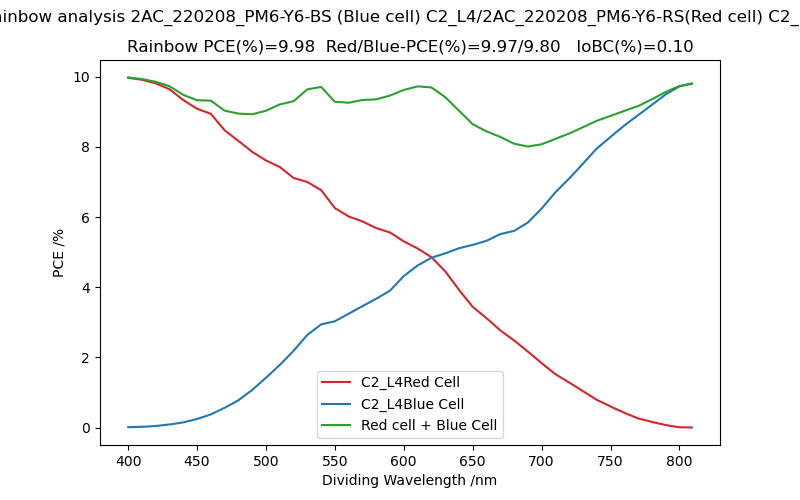 inbow analysis 2AC_220208_PM6-Y6-BS (Blue cell) C2_L4/2AC_220208_PM6-Y6-RS(Red cell) C2_
Rainbow PCE(%)=9.98 Red/Blue-PCE(%)=9.97/9.80 IoBC(%)=0.10
10
8
6
4
2
0
PCE /%
C2_L4Red Cell
C2_L4Blue Cell
Red cell + Blue Cell
400 450 500 550 600 650 700 750 800
Dividing Wavelength /nm